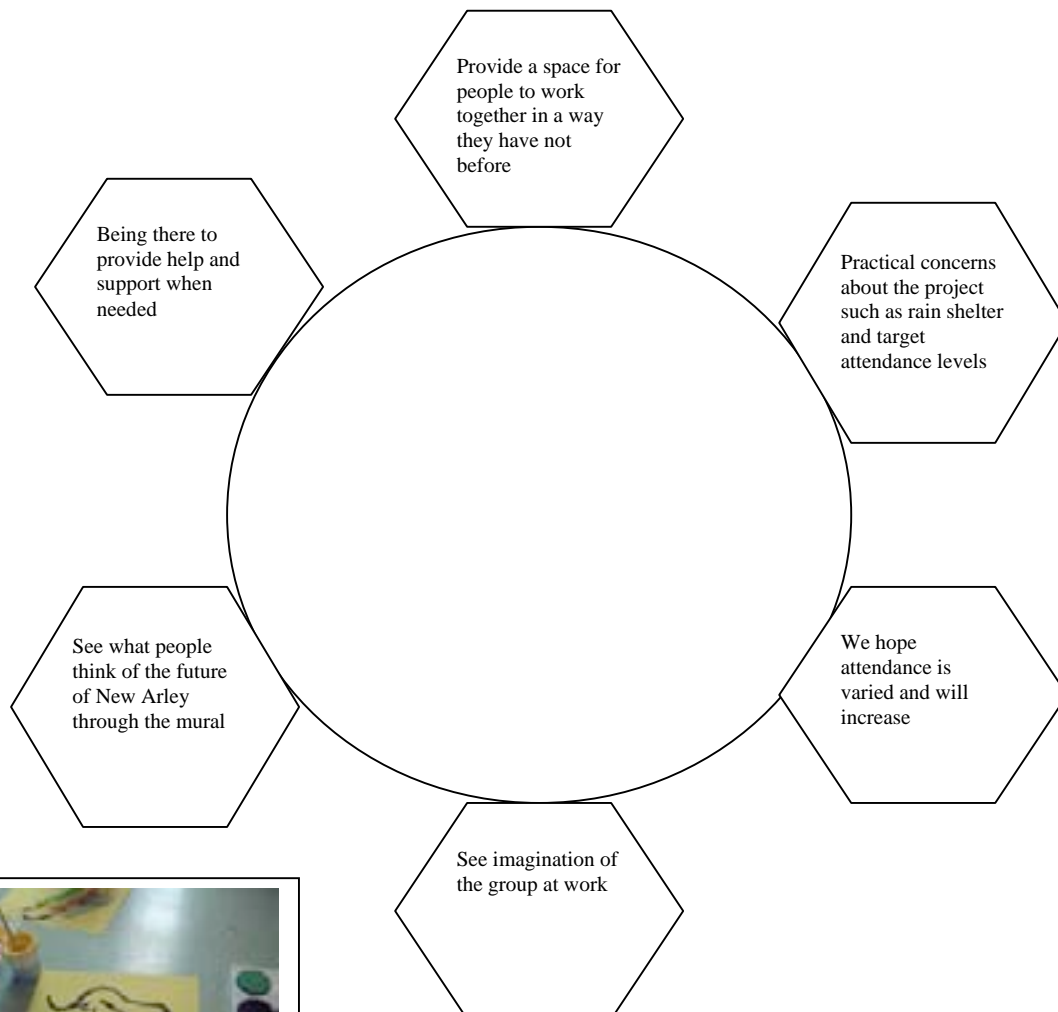 Provide a space for
people to work
together in a way
they have not
before
Being there to
provide help and
support when
needed
Practical concerns
about the project
such as rain shelter
and target
attendance levels
See what people
think of the future
of New Arley
through the mural
We hope
attendance is
varied and will
increase
See imagination of
the group at work